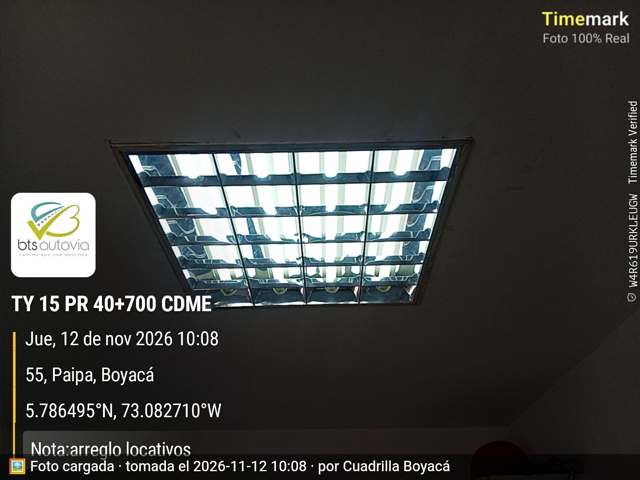 Timemark
Foto 100% Real
W4R619URKLEUGW Timemark Verified
bts autovia
TY 15 PR 40+700 CDME
Jue, 12 de nov 2026 10:08
55, Paipa, Boyacá
5.786495°N, 73.082710°W
Nota:arreglo locativos
Foto cargada · tomada el 2026-11-12 10:08 · por Cuadrilla Boyacá